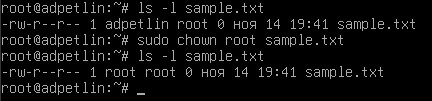 root@adpetlin:~# ls -l sample.txt
-rw-r--r-- 1 adpetlin root 0 ноя 14 19:41 sample.txt
root@adpetlin:~# sudo chown root sample.txt
root@adpetlin:~# ls -l sample.txt
-rw-r--r-- 1 root root 0 ноя 14 19:41 sample.txt
root@adpetlin:~# _